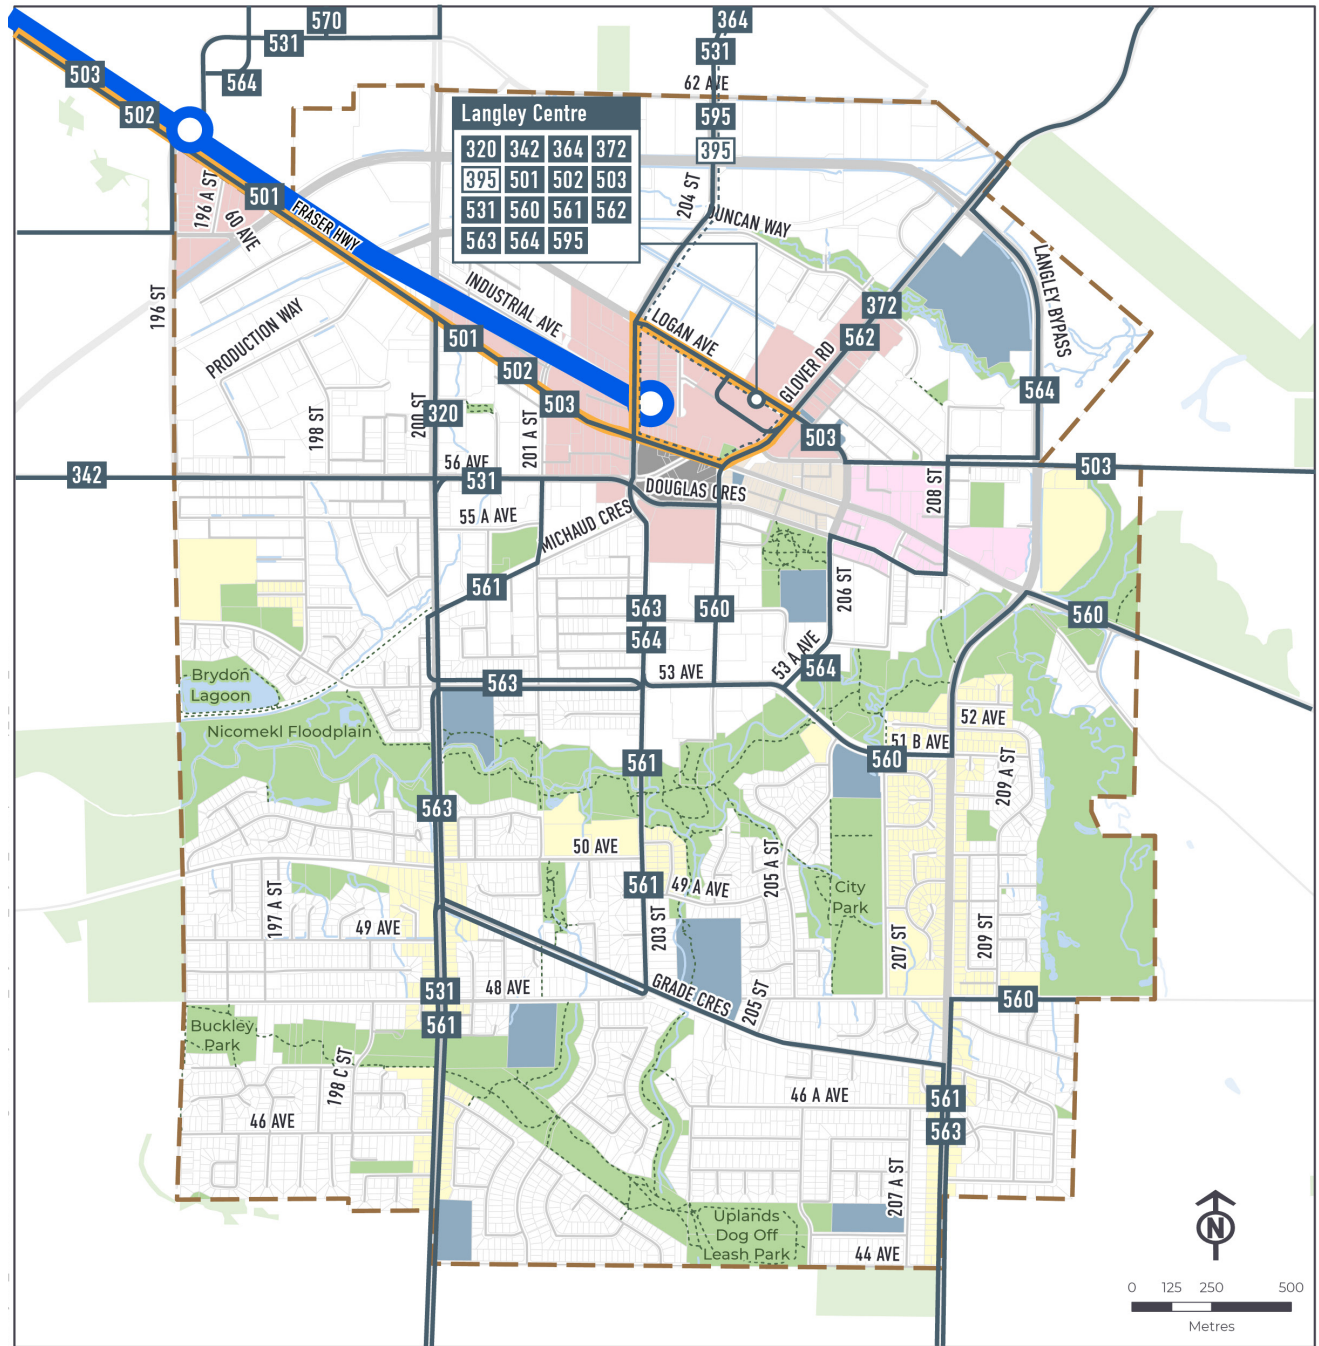 570
364
531
531
503
564
62 AVE
502
Langley Centre
595
320 342 364 372
395
395 501 502 503
531 560 561 562
563 564 595
196 A ST
501
60 AVE
FRASER HWY
204 ST
DUNCAN WAY
196 ST
PRODUCTION WAY
INDUSTRIAL AVE
LOGAN AVE
372
LANGLEY BYPASS
562
GLOVER RD
501
502
503
564
198 ST
200 ST
320
201 A ST
503
342
56 AVE
531
503
DOUGLAS CRES
208 ST
55 A AVE
MICHAUD CRES
561
563
560
206 ST
560
564
53 AVE
53 A AVE
564
Brydon
Lagoon
563
Nicomekl Floodplain
52 AVE
51 B AVE
561
560
209 A ST
563
50 AVE
205 A ST
561
49 A AVE
City
Park
197 A ST
49 AVE
203 ST
207 ST
209 ST
531
48 AVE
GRADE CRES
205 ST
560
561
Buckley
Park
198 C ST
46 A AVE
561
46 AVE
563
207 A ST
Uplands
Dog Off
Leash Park
44 AVE
N
0 125 250 500
Metres